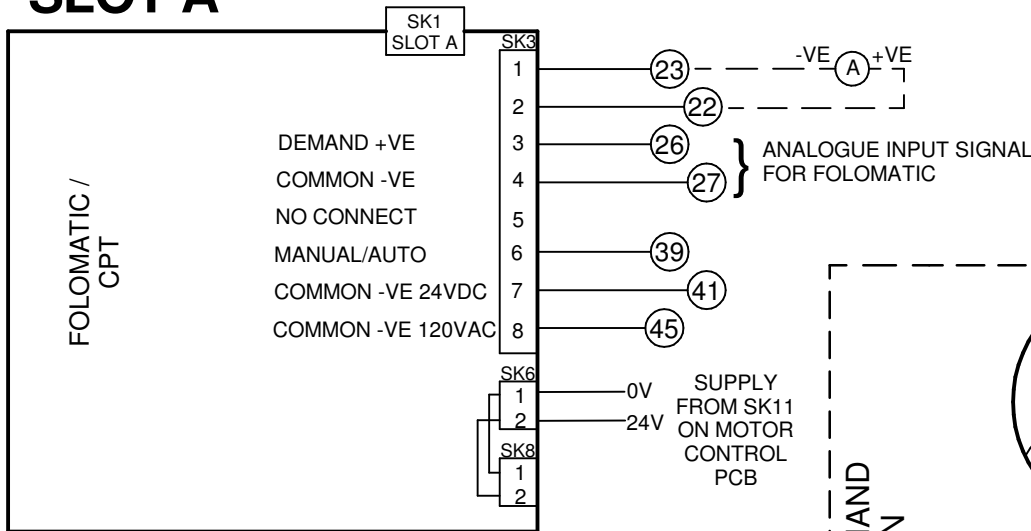 SLOT A
SK1
SLOT A
SK3
1
23
-VE
A
+VE
2
22
DEMAND +VE
3
26
COMMON -VE
4
27
}
ANALOGUE INPUT SIGNAL
FOR FOLOMATIC
NO CONNECT
5
MANUAL/AUTO
6
39
COMMON -VE 24VDC
7
41
COMMON -VE 120VAC
8
45
FOLOMATIC /
CPT
SK6
1
0V
2
24V
SUPPLY
FROM SK11
ON MOTOR
CONTROL
PCB
SK8
1
2